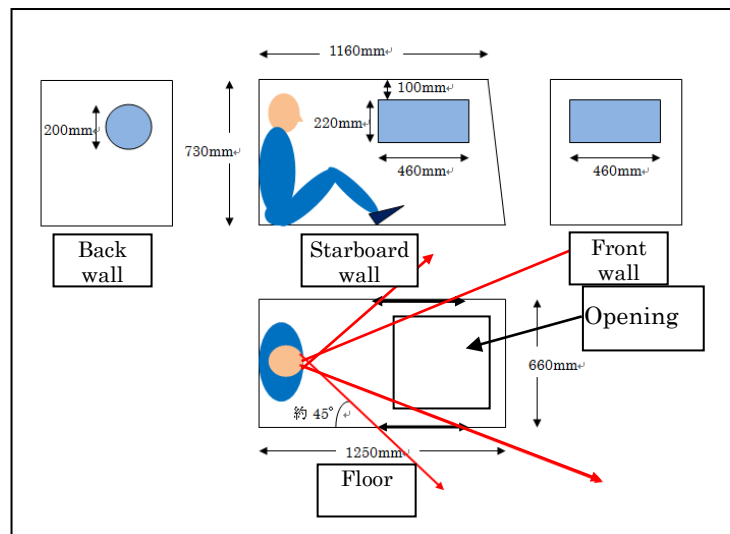 1160mm
100mm
200mm
220mm
730mm
460mm
460mm
Back
wall
Starboard
wall
Front
wall
Opening
660mm
約 45°
1250mm
Floor